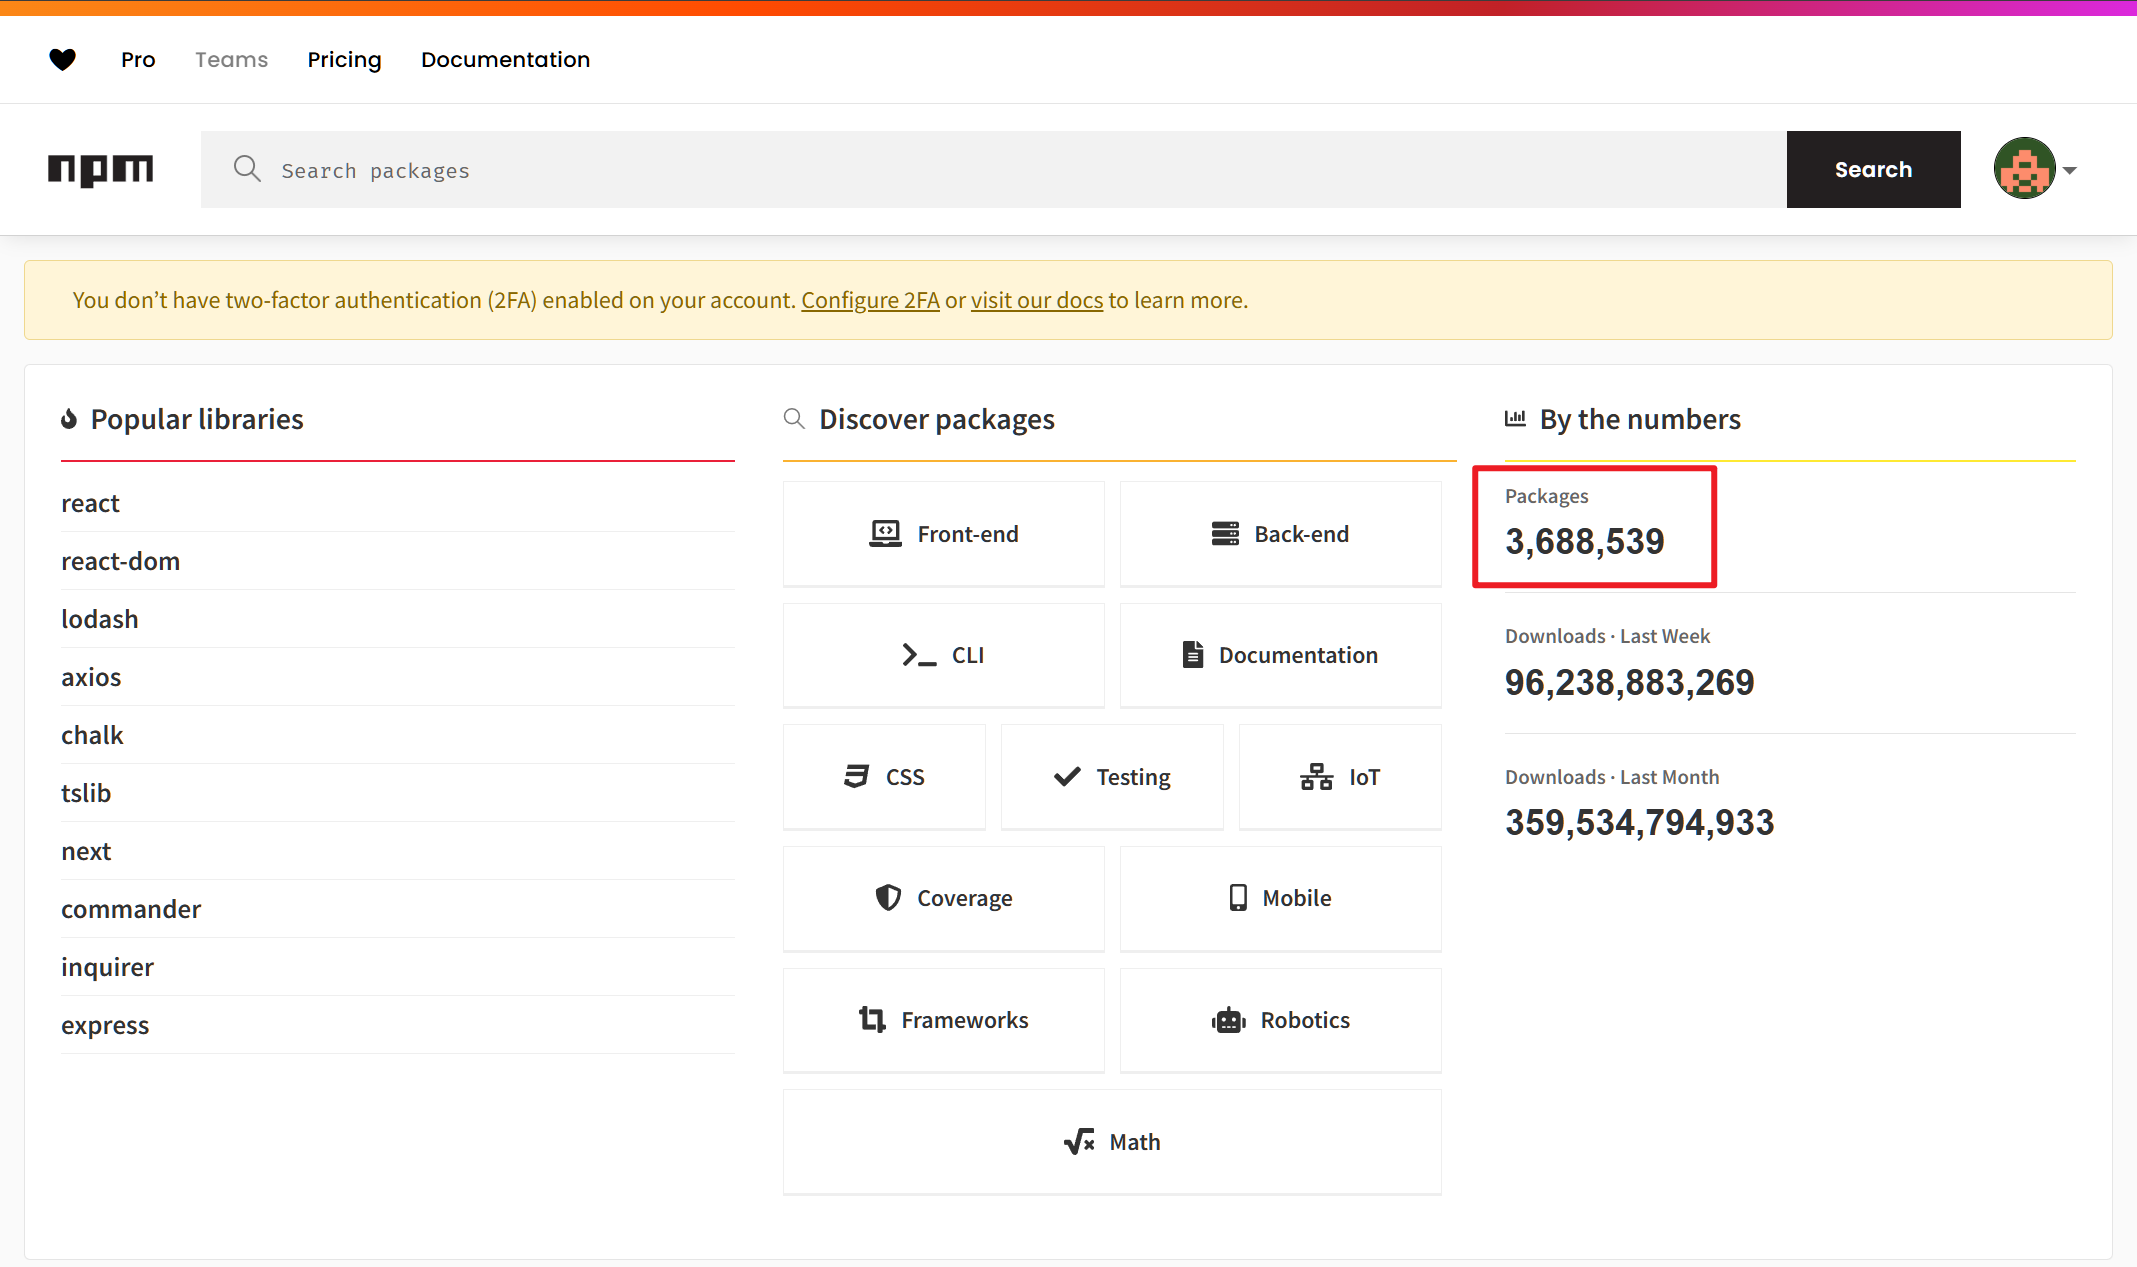 Pro Teams Pricing Documentation
npm
Search packages
Search
You don’t have two-factor authentication (2FA) enabled on your account. Configure 2FA or visit our docs to learn more.
Popular libraries
react
react-dom
lodash
axios
chalk
tslib
next
commander
inquirer
express
Discover packages
Front-end
Back-end
CLI
Documentation
CSS
Testing
IoT
Coverage
Mobile
Frameworks
Robotics
Math
By the numbers
Packages
3,688,539
Downloads · Last Week
96,238,883,269
Downloads · Last Month
359,534,794,933